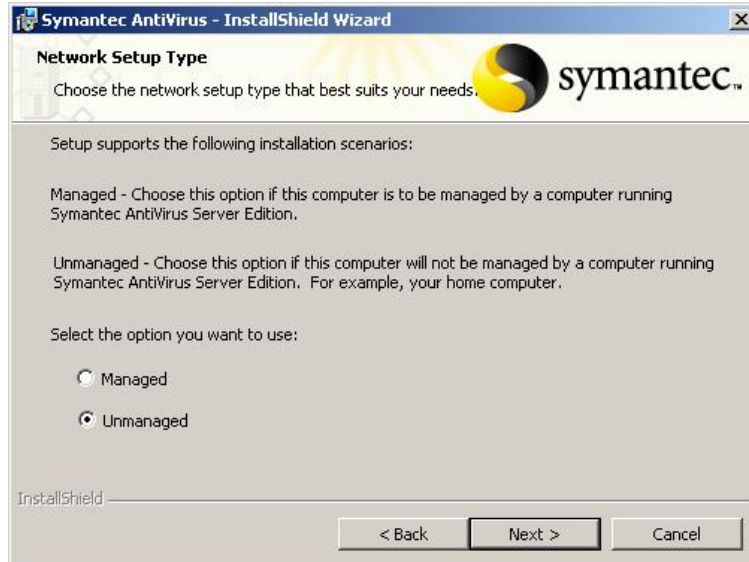 Symantec AntiVirus - InstallShield Wizard
Network Setup Type
Choose the network setup type that best suits your needs.
symantec™
Setup supports the following installation scenarios:
Managed - Choose this option if this computer is to be managed by a computer running
Symantec AntiVirus Server Edition.
Unmanaged - Choose this option if this computer will not be managed by a computer running
Symantec AntiVirus Server Edition.  For example, your home computer.
Select the option you want to use:
Managed
Unmanaged
InstallShield
< Back
Next >
Cancel